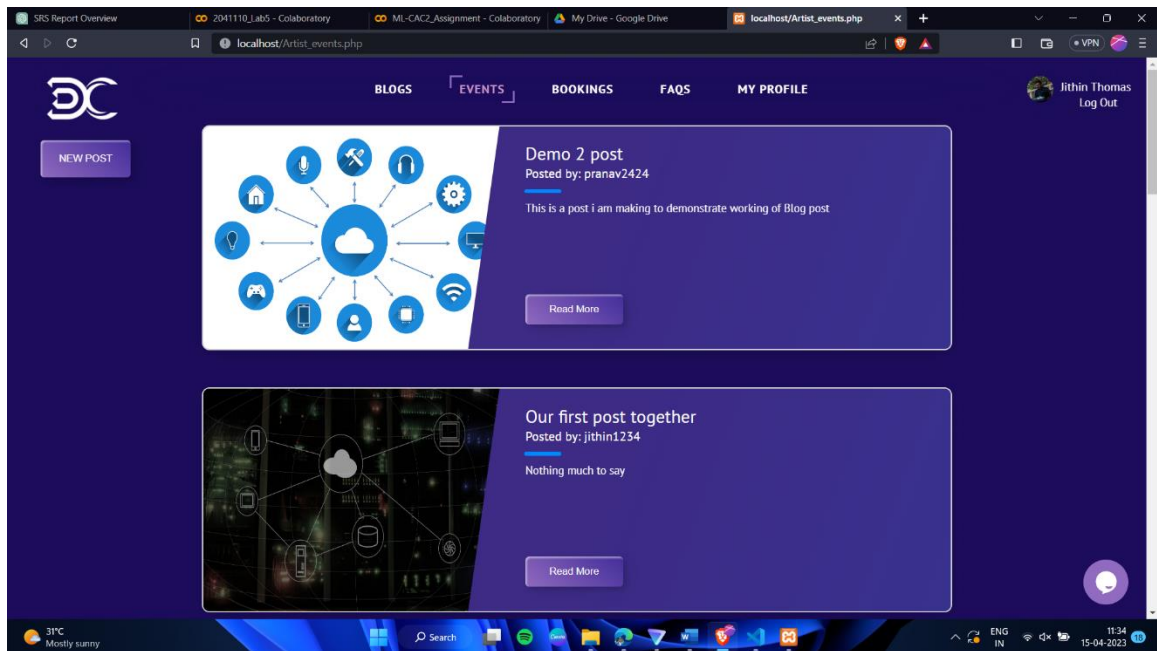 SRS Report Overview
2041110_Lab5 - Colaboratory
ML-CAC2_Assignment - Colaboratory
My Drive - Google Drive
localhost/Artist_events.php
localhost/Artist_events.php
VPN
DC
BLOGS
EVENTS
BOOKINGS
FAQS
MY PROFILE
Jithin Thomas
Log Out
NEW POST
Demo 2 post
Posted by: pranav2424
This is a post i am making to demonstrate working of Blog post
Read More
Our first post together
Posted by: jithin1234
Nothing much to say
Read More
31°C
Mostly sunny
Search
ENG
IN
11:34
15-04-2023
18